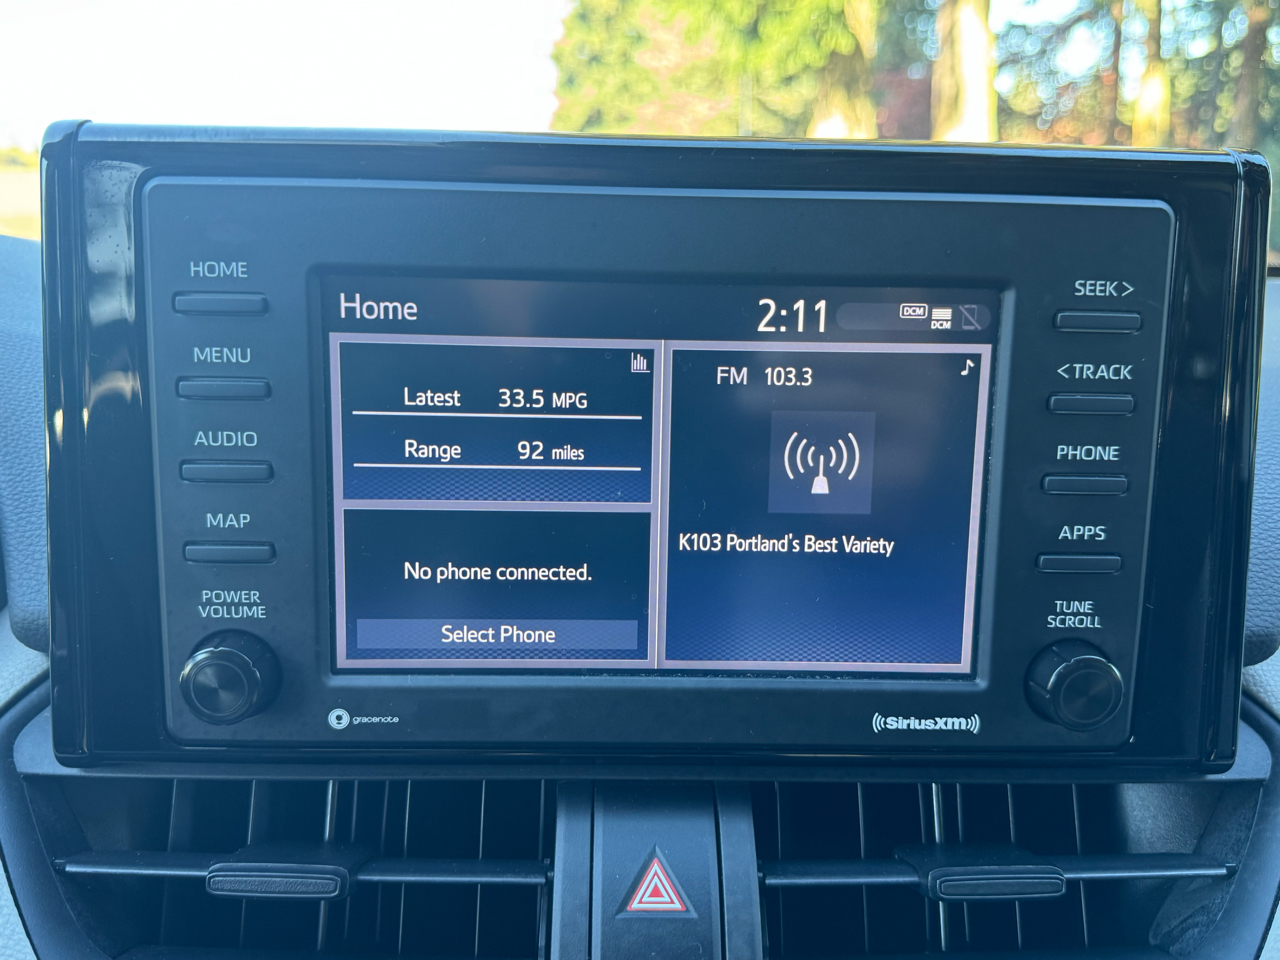 HOME
MENU
AUDIO
MAP
POWER
VOLUME
Home
2:11
DCM
DCM
Latest 33.5 MPG
Range 92 miles
No phone connected.
Select Phone
FM 103.3
K103 Portland's Best Variety
SEEK >
< TRACK
PHONE
APPS
TUNE
SCROLL
gracenote
SiriusXM